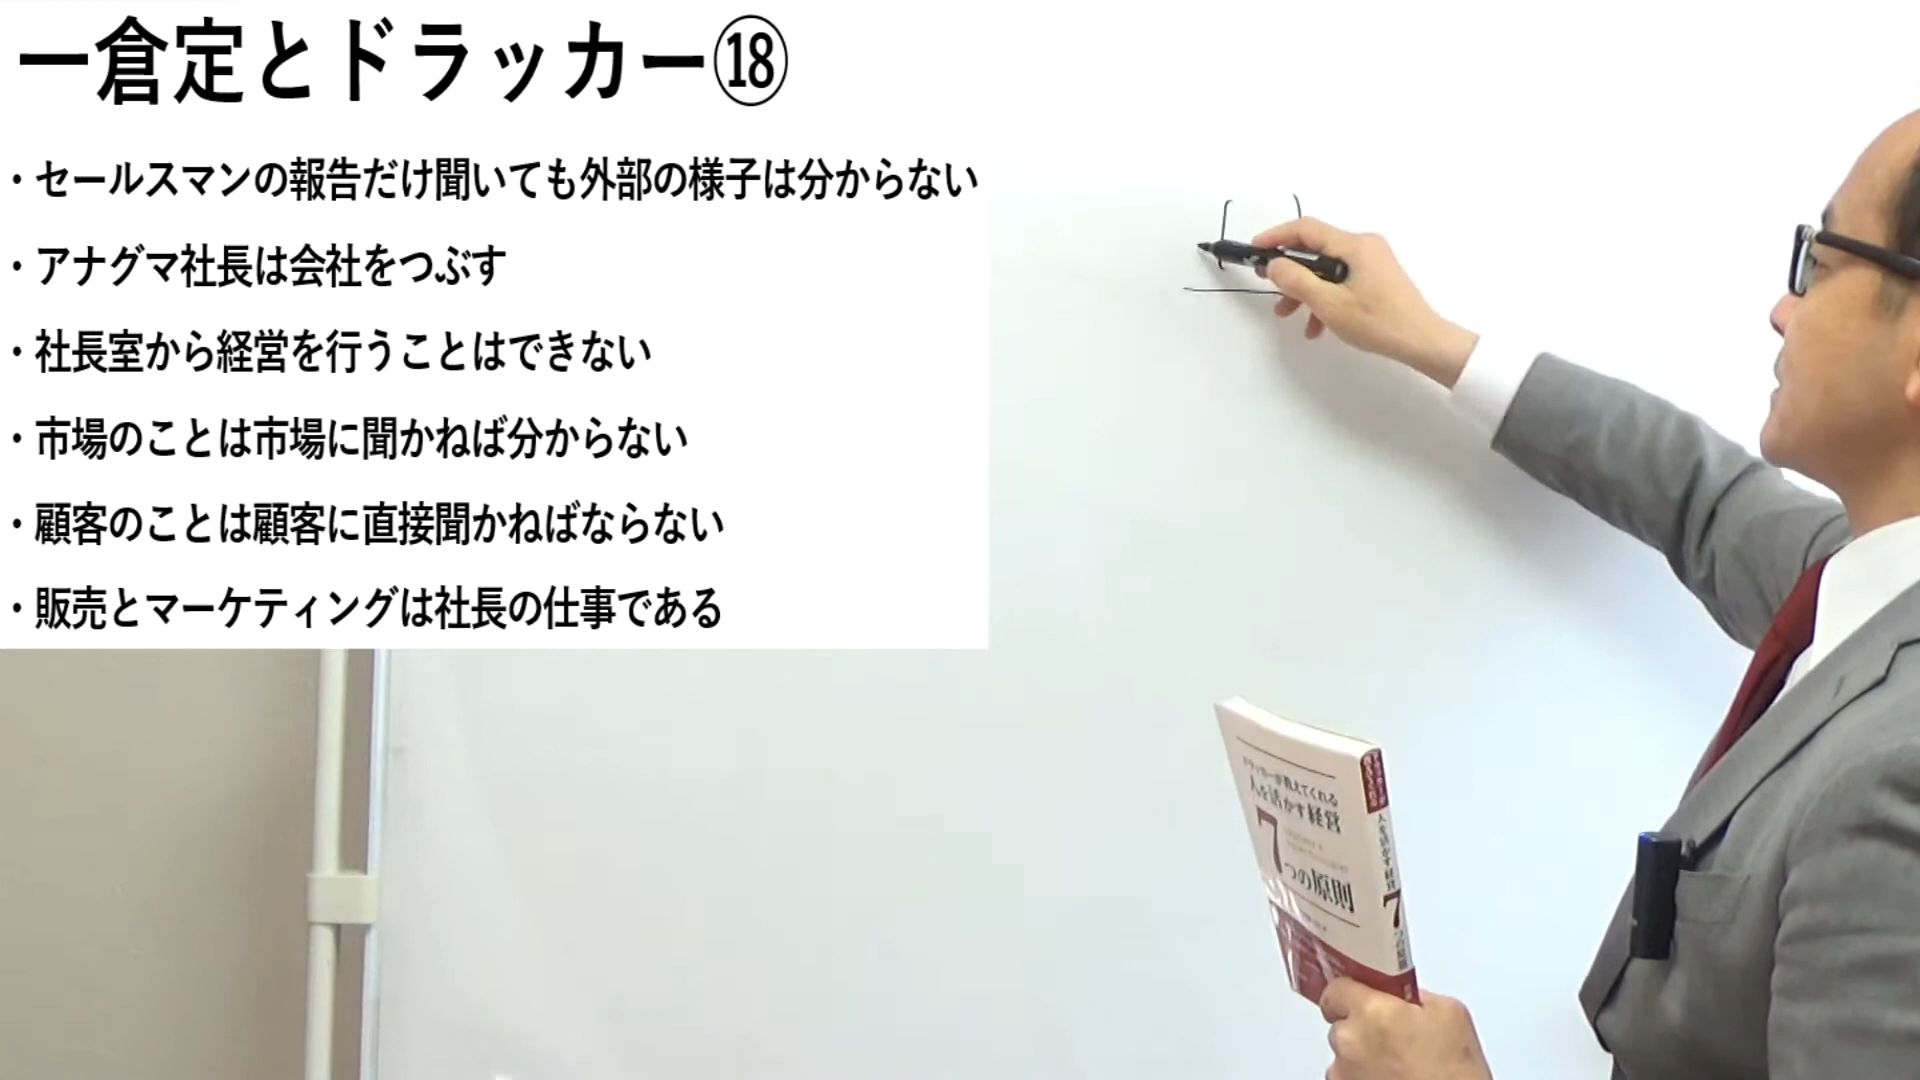 一倉定とドラッカー⑱
・セールスマンの報告だけ聞いても外部の様子は分からない
・アナグマ社長は会社をつぶす
・社長室から経営を行うことはできない
・市場のことは市場に聞かねば分からない
・顧客のことは顧客に直接聞かねばならない
・販売とマーケティングは社長の仕事である
ドラッカーが教えてくれる
人を活かす経営
7つの原則
人を活かす経営7つの原則